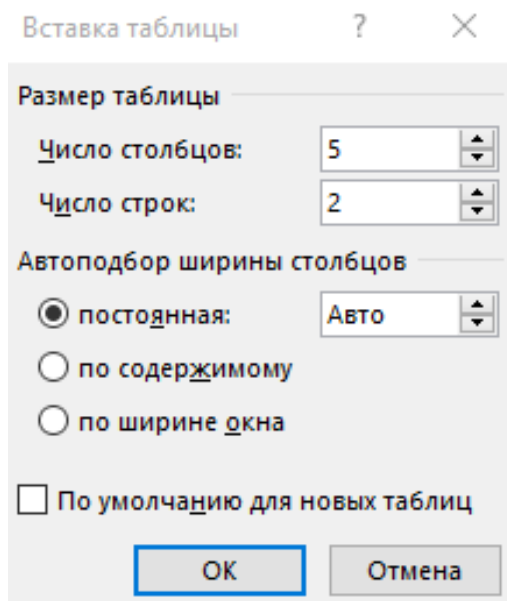 Вставка таблицы ? ×
Размер таблицы
Число столбцов: 5
Число строк: 2
Автоподбор ширины столбцов
постоянная: Авто
по содержимому
по ширине окна
По умолчанию для новых таблиц
ОК Отмена